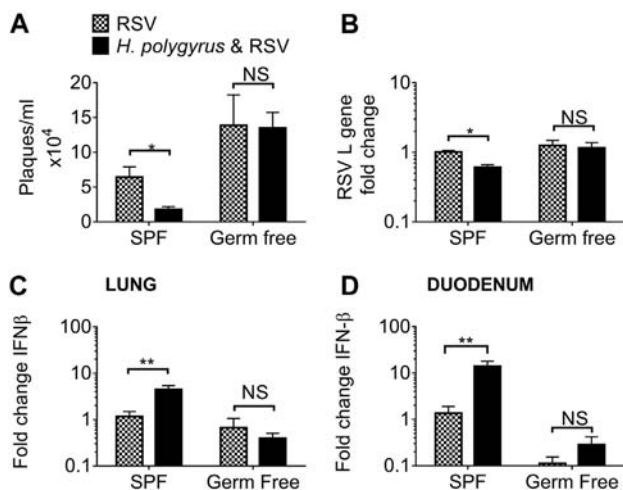 RSV
H. polygyrus & RSV
A
Plaques/ml
x10⁴
20
15
10
5
0
*
NS
SPF
Germ free
B
RSV L gene
fold change
10
1
0.1
*
NS
SPF
Germ free
C
LUNG
Fold change IFNβ
100
10
1
0.1
**
NS
SPF
Germ Free
D
DUODENUM
Fold change IFN-β
100
10
1
0.1
**
NS
SPF
Germ Free